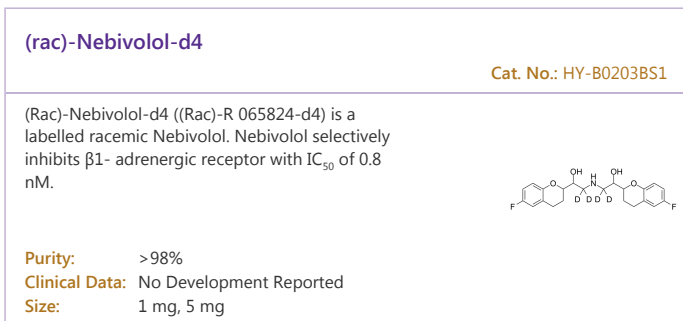 (rac)-Nebivolol-d4
Cat. No.: HY-B0203BS1
(Rac)-Nebivolol-d4 ((Rac)-R 065824-d4) is a
labelled racemic Nebivolol. Nebivolol selectively
inhibits β1- adrenergic receptor with IC50 of 0.8
nM.
OH H OH
O N O
F D D D D F
Purity: >98%
Clinical Data: No Development Reported
Size: 1 mg, 5 mg